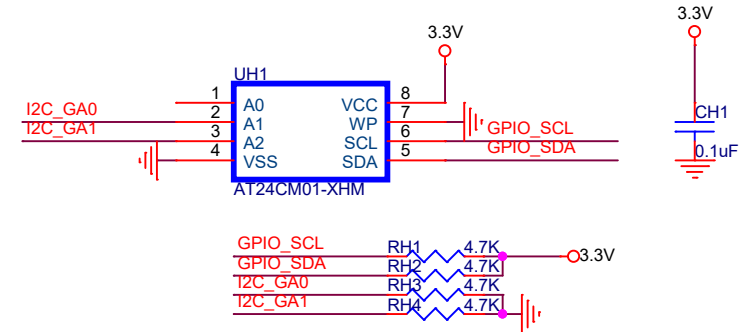 3.3V
3.3V
UH1
1 A0 VCC 8
I2C_GA0 2 A1 WP 7
I2C_GA1 3 A2 SCL 6 GPIO_SCL
4 VSS SDA 5 GPIO_SDA
AT24CM01-XHM
CH1
0.1uF
GPIO_SCL RH1 4.7K 3.3V
GPIO_SDA RH2 4.7K
I2C_GA0 RH3 4.7K
I2C_GA1 RH4 4.7K